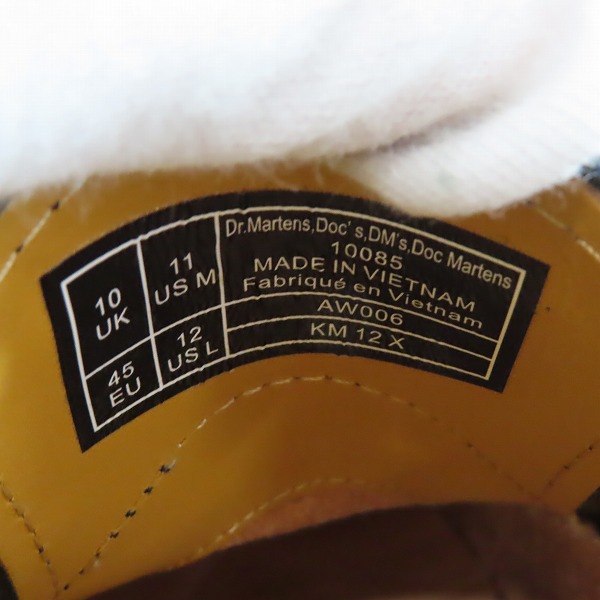 10
UK
11
US M
45
EU
12
US L
Dr.Martens,Doc's,DM's,Doc Martens
10085
MADE IN VIETNAM
Fabriqué en Vietnam
AW006
KM 12 X